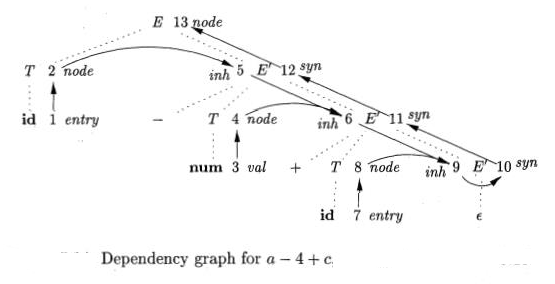 E 13 node
T 2 node inh 5 E' 12 syn
id 1 entry − T 4 node inh 6 E' 11 syn
num 3 val + T 8 node inh 9 E' 10 syn
id 7 entry ϵ
Dependency graph for a − 4 + c